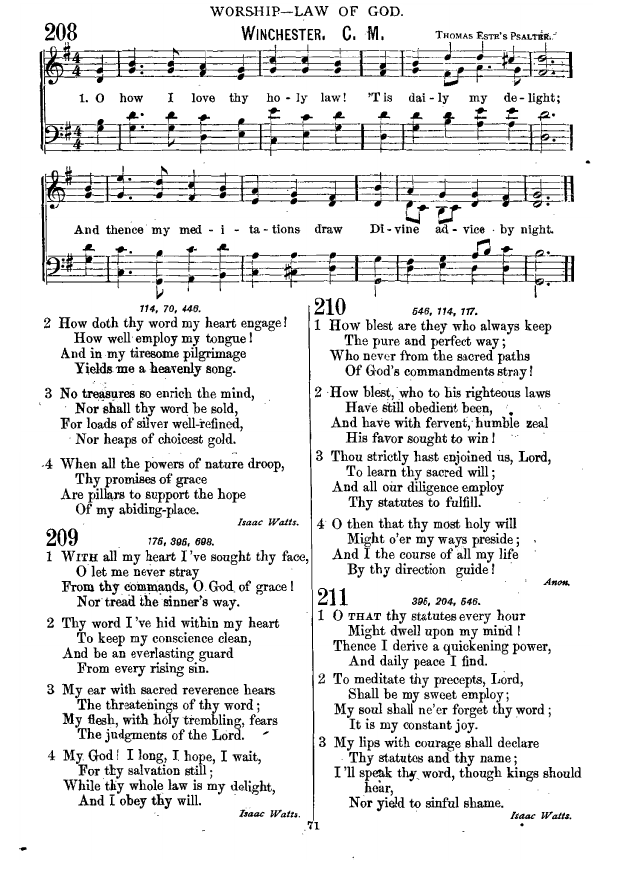 WORSHIP—LAW OF GOD.
208 WINCHESTER. C. M. THOMAS ESTE'S PSALTER.
1. O how I love thy ho - ly law! 'T is dai - ly my de - light;
And thence my med - i - ta - tions draw Di - vine ad - vice by night.
114, 70, 446.
2 How doth thy word my heart engage!
How well employ my tongue!
And in my tiresome pilgrimage
Yields me a heavenly song.
3 No treasures so enrich the mind,
Nor shall thy word be sold,
For loads of silver well-refined,
Nor heaps of choicest gold.
4 When all the powers of nature droop,
Thy promises of grace
Are pillars to support the hope
Of my abiding-place.
Isaac Watts.
209 175, 395, 698.
1 WITH all my heart I 've sought thy face,
O let me never stray
From thy commands, O God of grace!
Nor tread the sinner's way.
2 Thy word I 've hid within my heart
To keep my conscience clean,
And be an everlasting guard
From every rising sin.
3 My ear with sacred reverence hears
The threatenings of thy word;
My flesh, with holy trembling, fears
The judgments of the Lord.
4 My God! I long, I hope, I wait,
For thy salvation still;
While thy whole law is my delight,
And I obey thy will.
Isaac Watts.
210 546, 114, 117.
1 How blest are they who always keep
The pure and perfect way;
Who never from the sacred paths
Of God's commandments stray!
2 How blest, who to his righteous laws
Have still obedient been,
And have with fervent, humble zeal
His favor sought to win!
3 Thou strictly hast enjoined us, Lord,
To learn thy sacred will;
And all our diligence employ
Thy statutes to fulfill.
4 O then that thy most holy will
Might o'er my ways preside;
And I the course of all my life
By thy direction guide!
Anon.
211 395, 204, 546.
1 O THAT thy statutes every hour
Might dwell upon my mind!
Thence I derive a quickening power,
And daily peace I find.
2 To meditate thy precepts, Lord,
Shall be my sweet employ;
My soul shall ne'er forget thy word;
It is my constant joy.
3 My lips with courage shall declare
Thy statutes and thy name;
I 'll speak thy word, though kings should
hear,
Nor yield to sinful shame.
Isaac Watts.
71